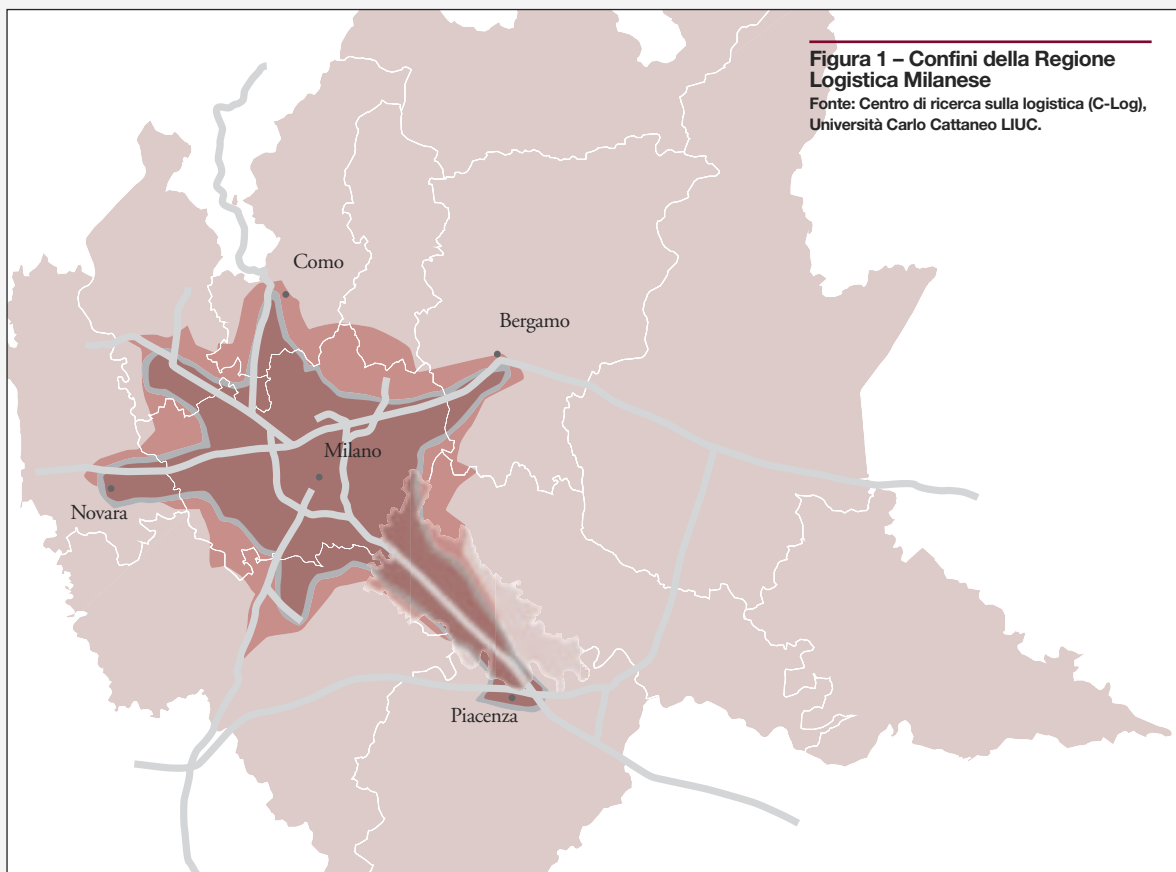 Figura 1 – Confini della Regione
Logistica Milanese
Fonte: Centro di ricerca sulla logistica (C-Log),
Università Carlo Cattaneo LIUC.
Como
Bergamo
Milano
Novara
Piacenza